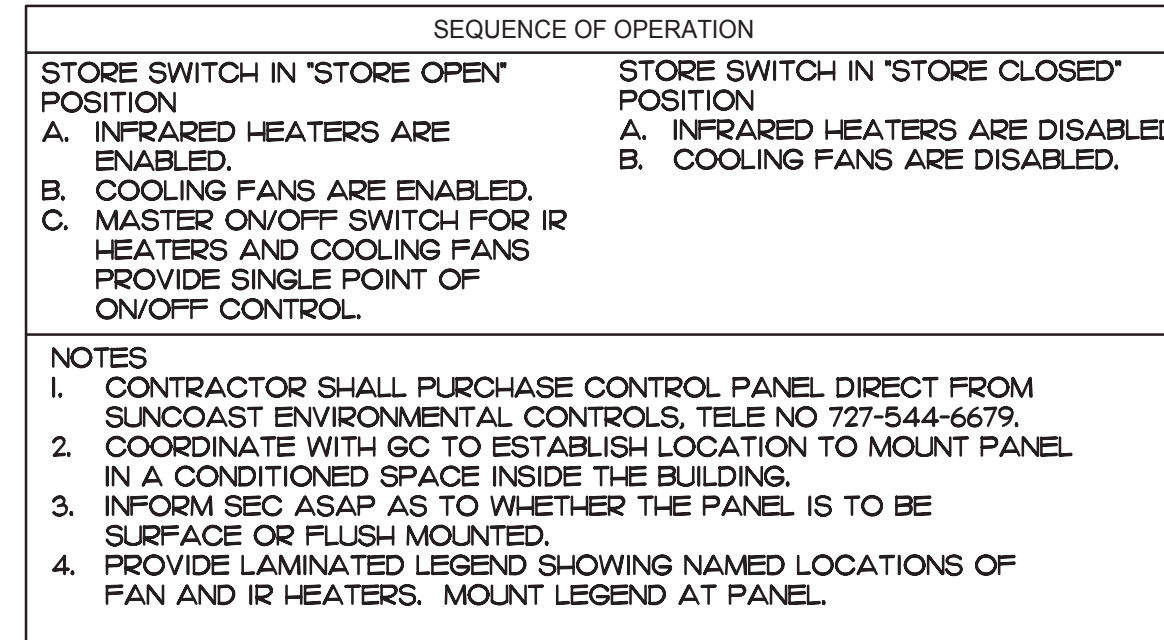 SEQUENCE OF OPERATION
STORE SWITCH IN "STORE OPEN"
POSITION
A. INFRARED HEATERS ARE
ENABLED.
B. COOLING FANS ARE ENABLED.
C. MASTER ON/OFF SWITCH FOR IR
HEATERS AND COOLING FANS
PROVIDE SINGLE POINT OF
ON/OFF CONTROL.
STORE SWITCH IN "STORE CLOSED"
POSITION
A. INFRARED HEATERS ARE DISABLED
B. COOLING FANS ARE DISABLED.
NOTES
1. CONTRACTOR SHALL PURCHASE CONTROL PANEL DIRECT FROM
SUNCOAST ENVIRONMENTAL CONTROLS, TELE NO 727-544-6679.
2. COORDINATE WITH GC TO ESTABLISH LOCATION TO MOUNT PANEL
IN A CONDITIONED SPACE INSIDE THE BUILDING.
3. INFORM SEC ASAP AS TO WHETHER THE PANEL IS TO BE
SURFACE OR FLUSH MOUNTED.
4. PROVIDE LAMINATED LEGEND SHOWING NAMED LOCATIONS OF
FAN AND IR HEATERS. MOUNT LEGEND AT PANEL.